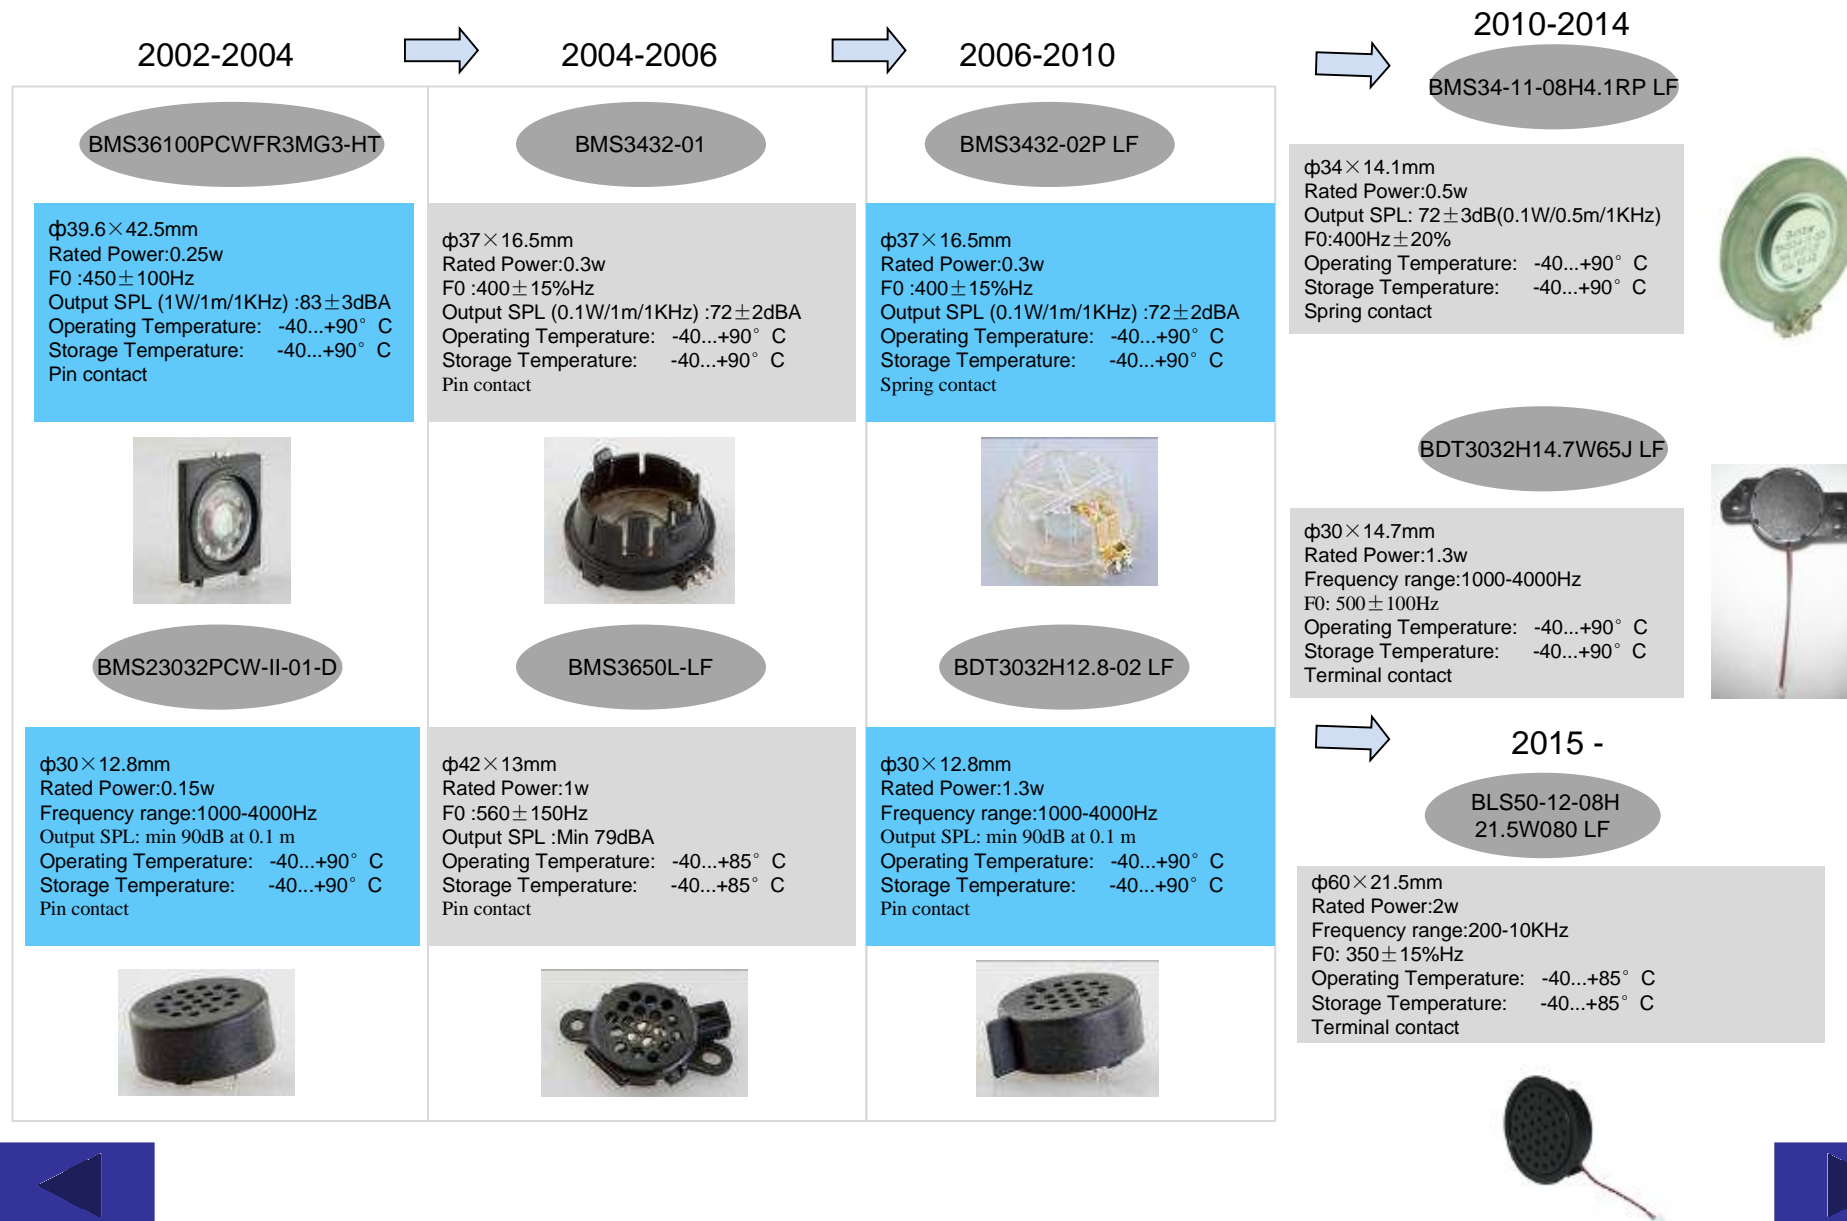 2002-2004
BMS36100PCWFR3MG3-HT
ф39.6×42.5mm
Rated Power:0.25w
F0 :450±100Hz
Output SPL (1W/1m/1KHz) :83±3dBA
Operating Temperature: -40...+90° C
Storage Temperature: -40...+90° C
Pin contact
BMS23032PCW-II-01-D
ф30×12.8mm
Rated Power:0.15w
Frequency range:1000-4000Hz
Output SPL: min 90dB at 0.1 m
Operating Temperature: -40...+90° C
Storage Temperature: -40...+90° C
Pin contact
2004-2006
BMS3432-01
ф37×16.5mm
Rated Power:0.3w
F0 :400±15%Hz
Output SPL (0.1W/1m/1KHz) :72±2dBA
Operating Temperature: -40...+90° C
Storage Temperature: -40...+90° C
Pin contact
BMS3650L-LF
ф42×13mm
Rated Power:1w
F0 :560±150Hz
Output SPL :Min 79dBA
Operating Temperature: -40...+85° C
Storage Temperature: -40...+85° C
Pin contact
2006-2010
BMS3432-02P LF
ф37×16.5mm
Rated Power:0.3w
F0 :400±15%Hz
Output SPL (0.1W/1m/1KHz) :72±2dBA
Operating Temperature: -40...+90° C
Storage Temperature: -40...+90° C
Spring contact
BDT3032H12.8-02 LF
ф30×12.8mm
Rated Power:1.3w
Frequency range:1000-4000Hz
Output SPL: min 90dB at 0.1 m
Operating Temperature: -40...+90° C
Storage Temperature: -40...+90° C
Pin contact
2010-2014
BMS34-11-08H4.1RP LF
ф34×14.1mm
Rated Power:0.5w
Output SPL: 72±3dB(0.1W/0.5m/1KHz)
F0:400Hz±20%
Operating Temperature: -40...+90° C
Storage Temperature: -40...+90° C
Spring contact
BDT3032H14.7W65J LF
ф30×14.7mm
Rated Power:1.3w
Frequency range:1000-4000Hz
F0: 500±100Hz
Operating Temperature: -40...+90° C
Storage Temperature: -40...+90° C
Terminal contact
2015 -
BLS50-12-08H
21.5W080 LF
ф60×21.5mm
Rated Power:2w
Frequency range:200-10KHz
F0: 350±15%Hz
Operating Temperature: -40...+85° C
Storage Temperature: -40...+85° C
Terminal contact